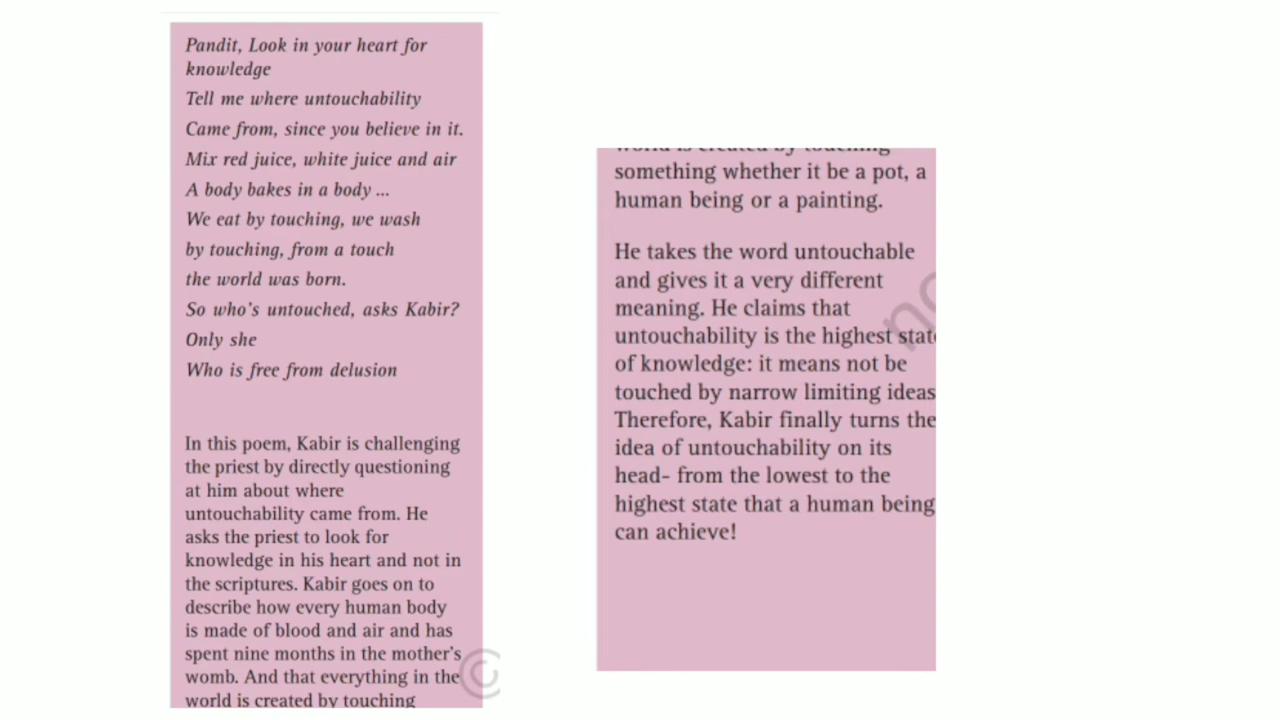 Pandit, Look in your heart for
knowledge
Tell me where untouchability
Came from, since you believe in it.
Mix red juice, white juice and air
A body bakes in a body ...
We eat by touching, we wash
by touching, from a touch
the world was born.
So who's untouched, asks Kabir?
Only she
Who is free from delusion
In this poem, Kabir is challenging
the priest by directly questioning
at him about where
untouchability came from. He
asks the priest to look for
knowledge in his heart and not in
the scriptures. Kabir goes on to
describe how every human body
is made of blood and air and has
spent nine months in the mother's
womb. And that everything in the
world is created by touching
world is created by touching
something whether it be a pot, a
human being or a painting.
He takes the word untouchable
and gives it a very different
meaning. He claims that
untouchability is the highest state
of knowledge: it means not be
touched by narrow limiting ideas
Therefore, Kabir finally turns the
idea of untouchability on its
head- from the lowest to the
highest state that a human being
can achieve!
©
no